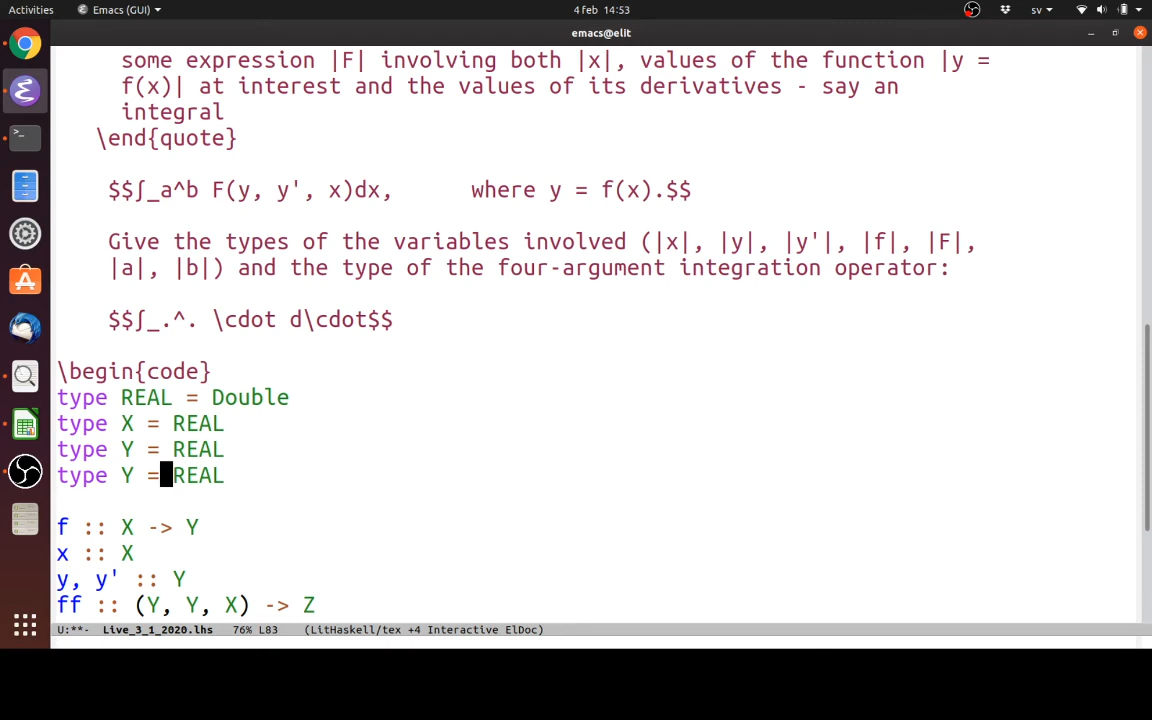 Activities
Emacs (GUI)
4 feb 14:53
sv
emacs@elit
some expression |F| involving both |x|, values of the function |y =
f(x)| at interest and the values of its derivatives - say an
integral
\end{quote}
$$∫_a^b F(y, y', x)dx,      where y = f(x).$$
Give the types of the variables involved (|x|, |y|, |y'|, |f|, |F|,
|a|, |b|) and the type of the four-argument integration operator:
$$∫_.^. \cdot d\cdot$$
\begin{code}
type REAL = Double
type X = REAL
type Y = REAL
type Y = REAL
f :: X -> Y
x :: X
y, y' :: Y
ff :: (Y, Y, X) -> Z
U:**- Live_3_1_2020.lhs 76% L83 (LitHaskell/tex +4 Interactive ElDoc)